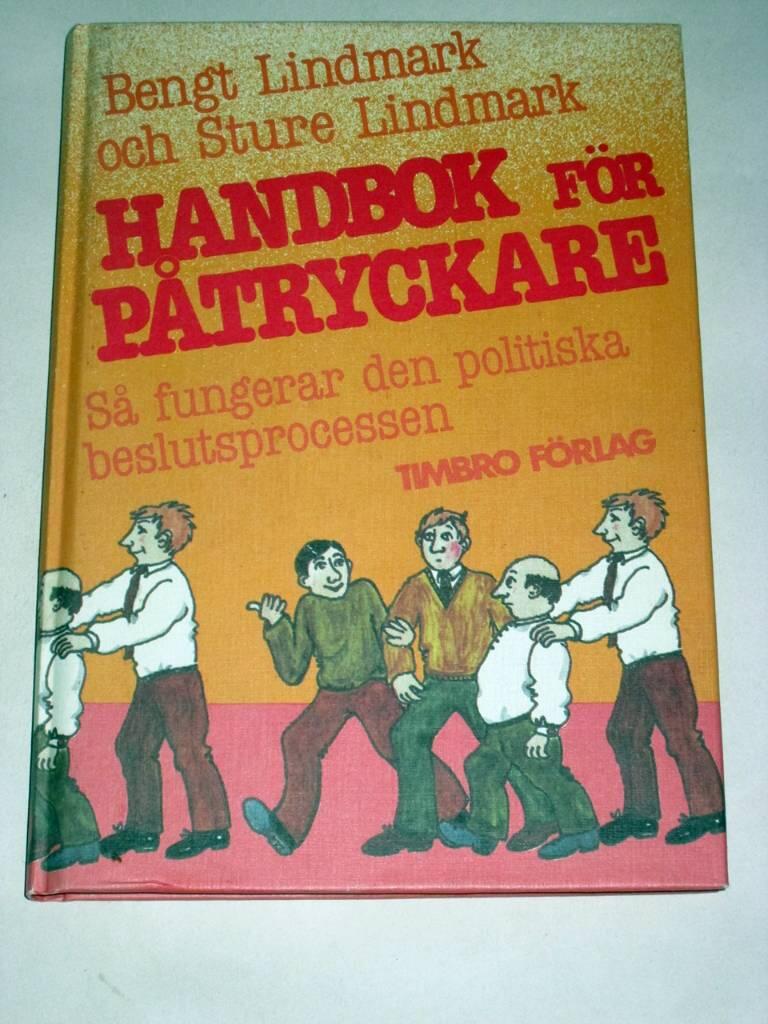 Bengt Lindmark
och Sture Lindmark
HANDBOK FÖR
PÅTRYCKARE
Så fungerar den politiska
beslutsprocessen
TIMBRO FÖRLAG